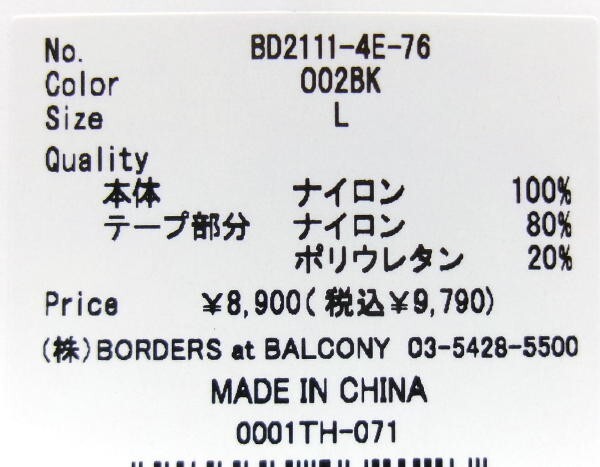 No. BD2111-4E-76
Color 002BK
Size L
Quality
本体 ナイロン 100%
テープ部分 ナイロン 80%
ポリウレタン 20%
Price ¥8,900(税込¥9,790)
(株)BORDERS at BALCONY 03-5428-5500
MADE IN CHINA
0001TH-071